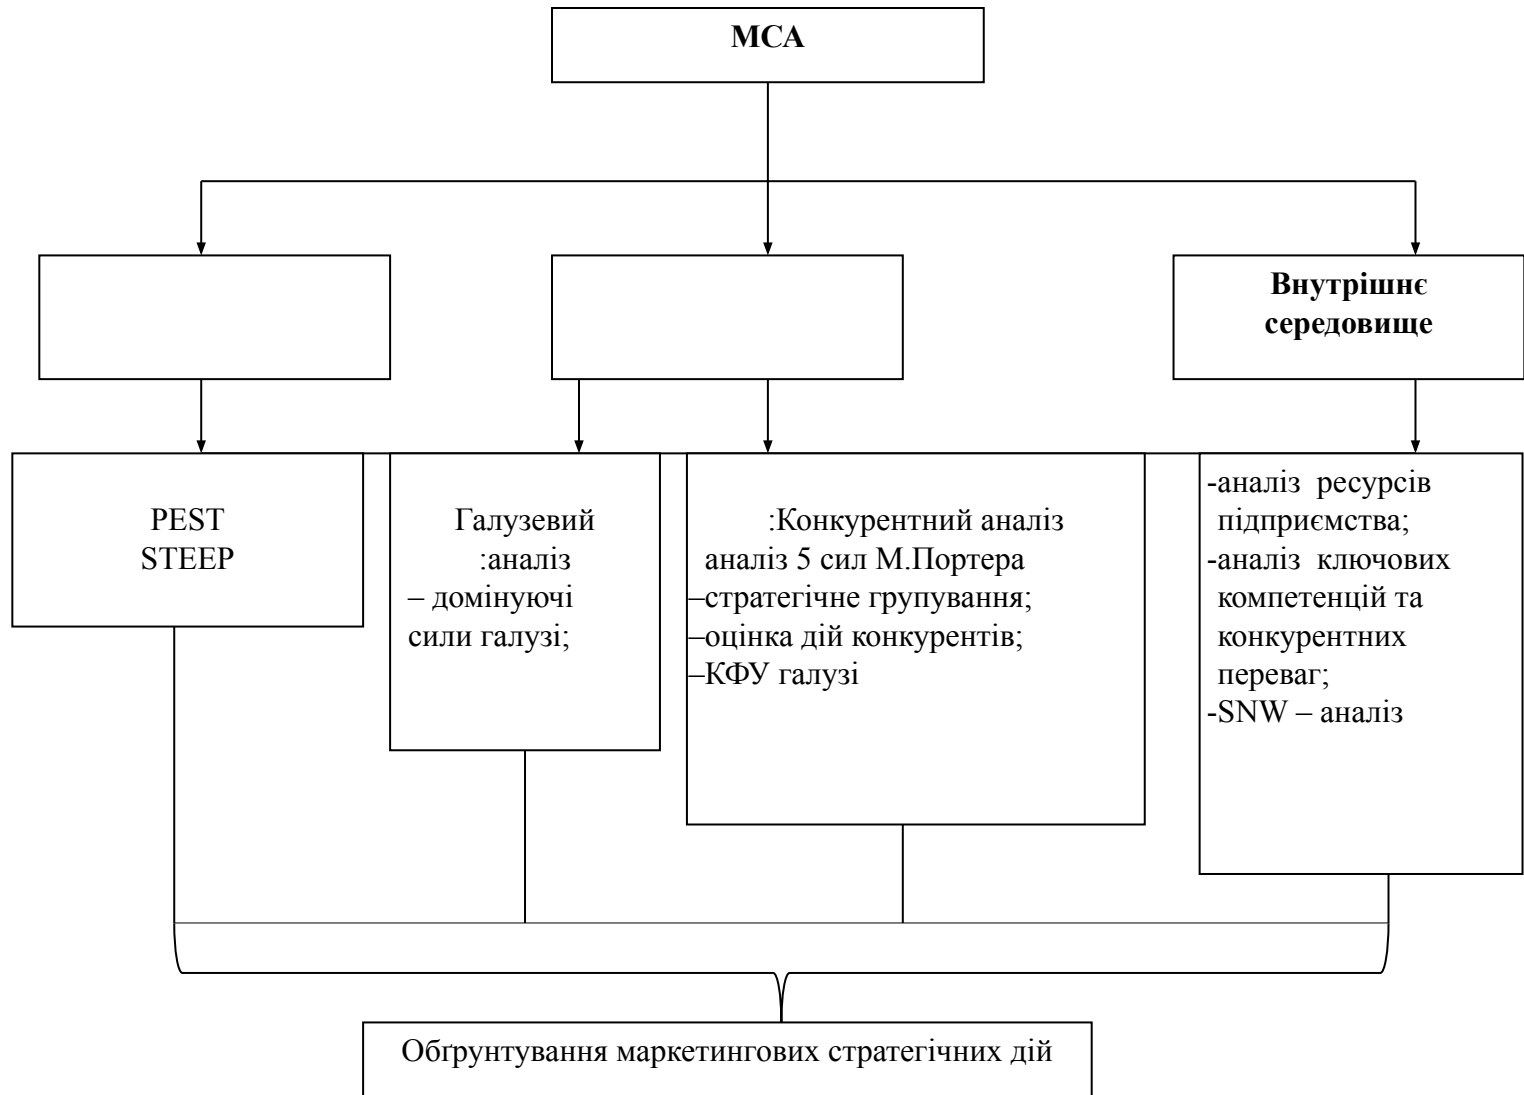 МСА
Внутрішнє
середовище
PEST
STEEP
Галузевий
:аналіз
– домінуючі
сили галузі;
:Конкурентний аналіз
аналіз 5 сил М.Портера
–стратегічне групування;
–оцінка дій конкурентів;
–КФУ галузі
-аналіз ресурсів
підприємства;
-аналіз ключових
компетенцій та
конкурентних
переваг;
-SNW – аналіз
Обґрунтування маркетингових стратегічних дій